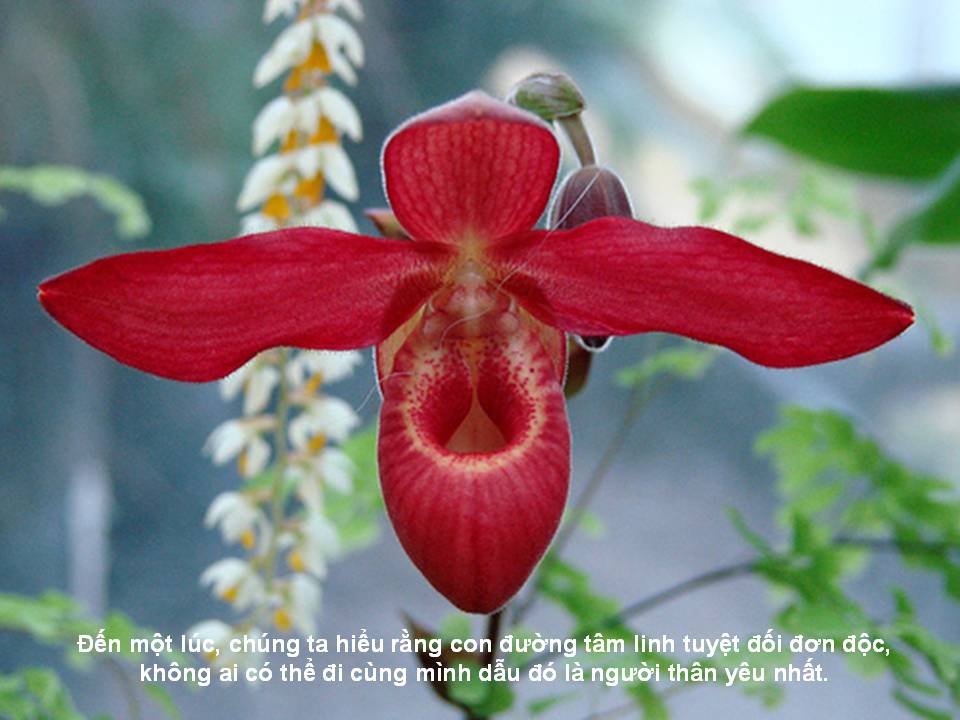 Đến một lúc, chúng ta hiểu rằng con đường tâm linh tuyệt đối đơn độc,
không ai có thể đi cùng mình dẫu đó là người thân yêu nhất.